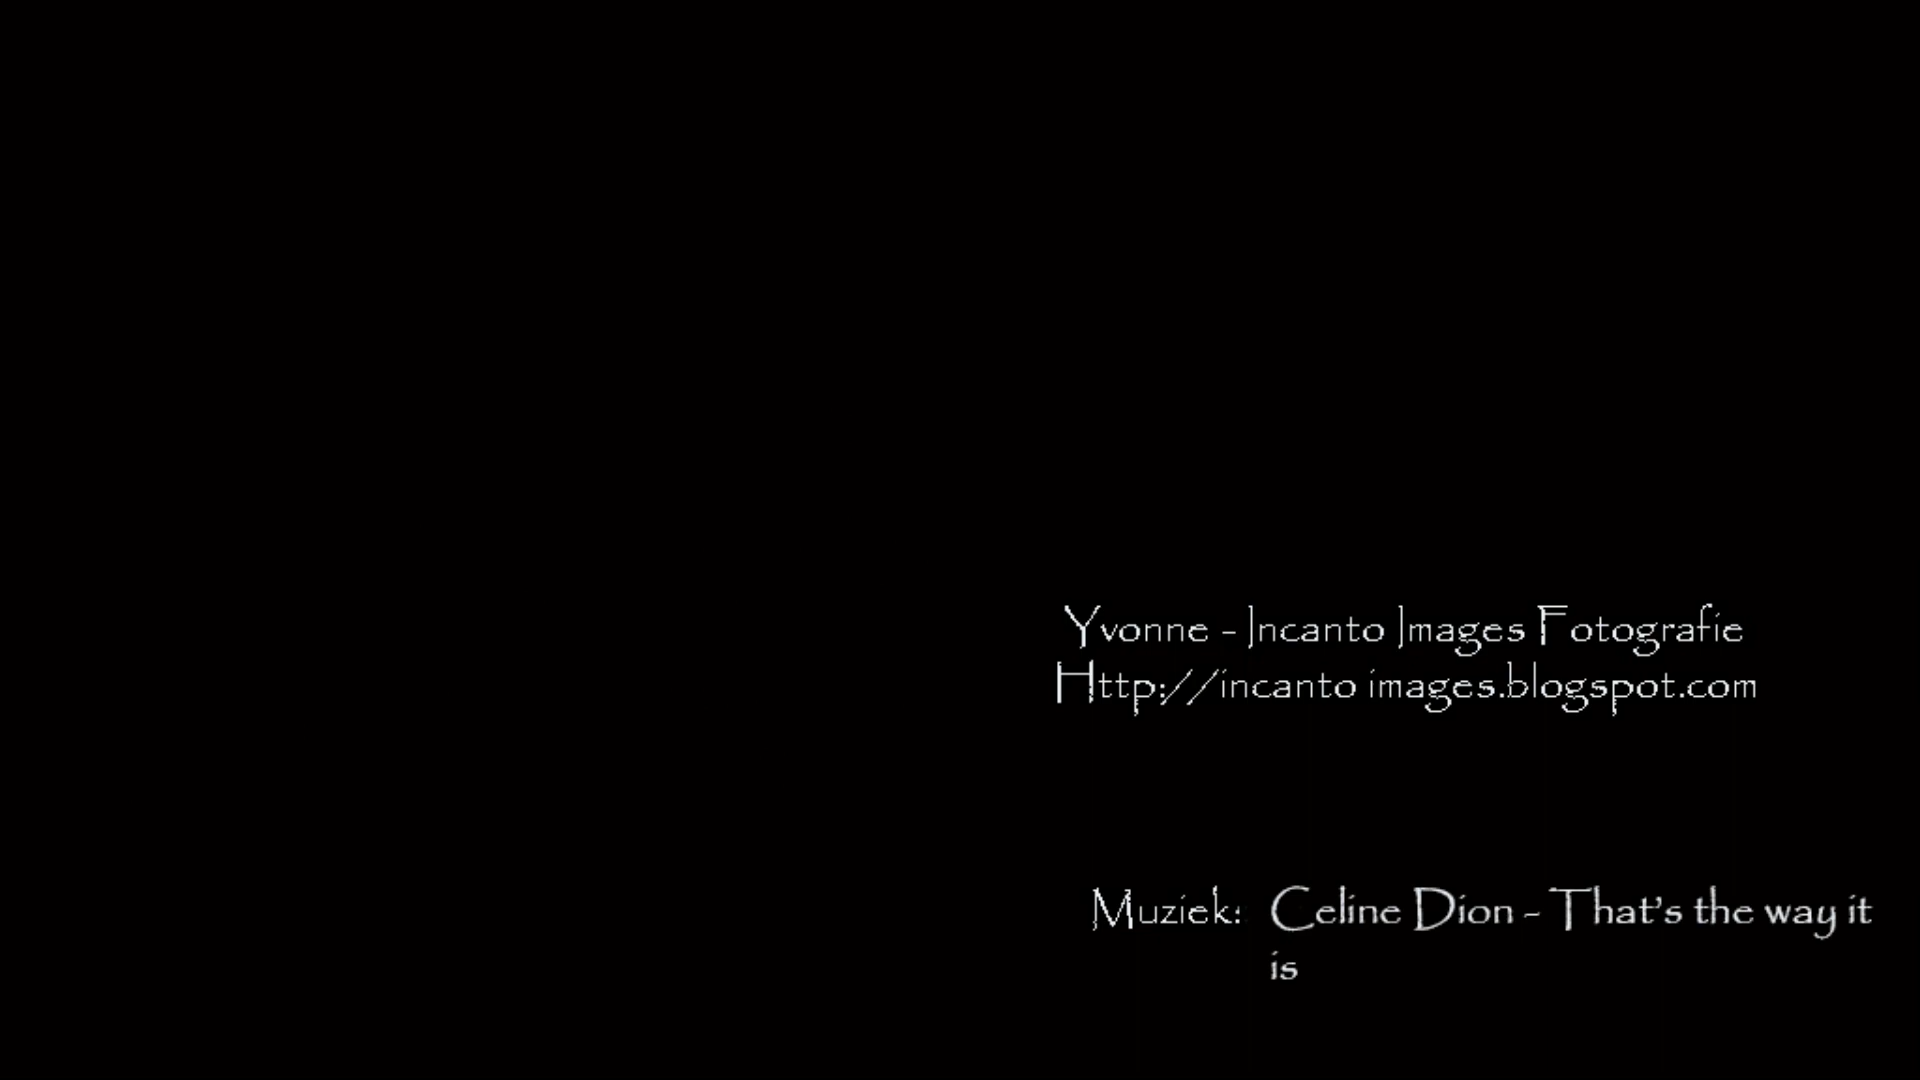 Yvonne - Incanto Images Fotografie
Http://incanto images.blogspot.com
Muziek: Celine Dion - That's the way it
is